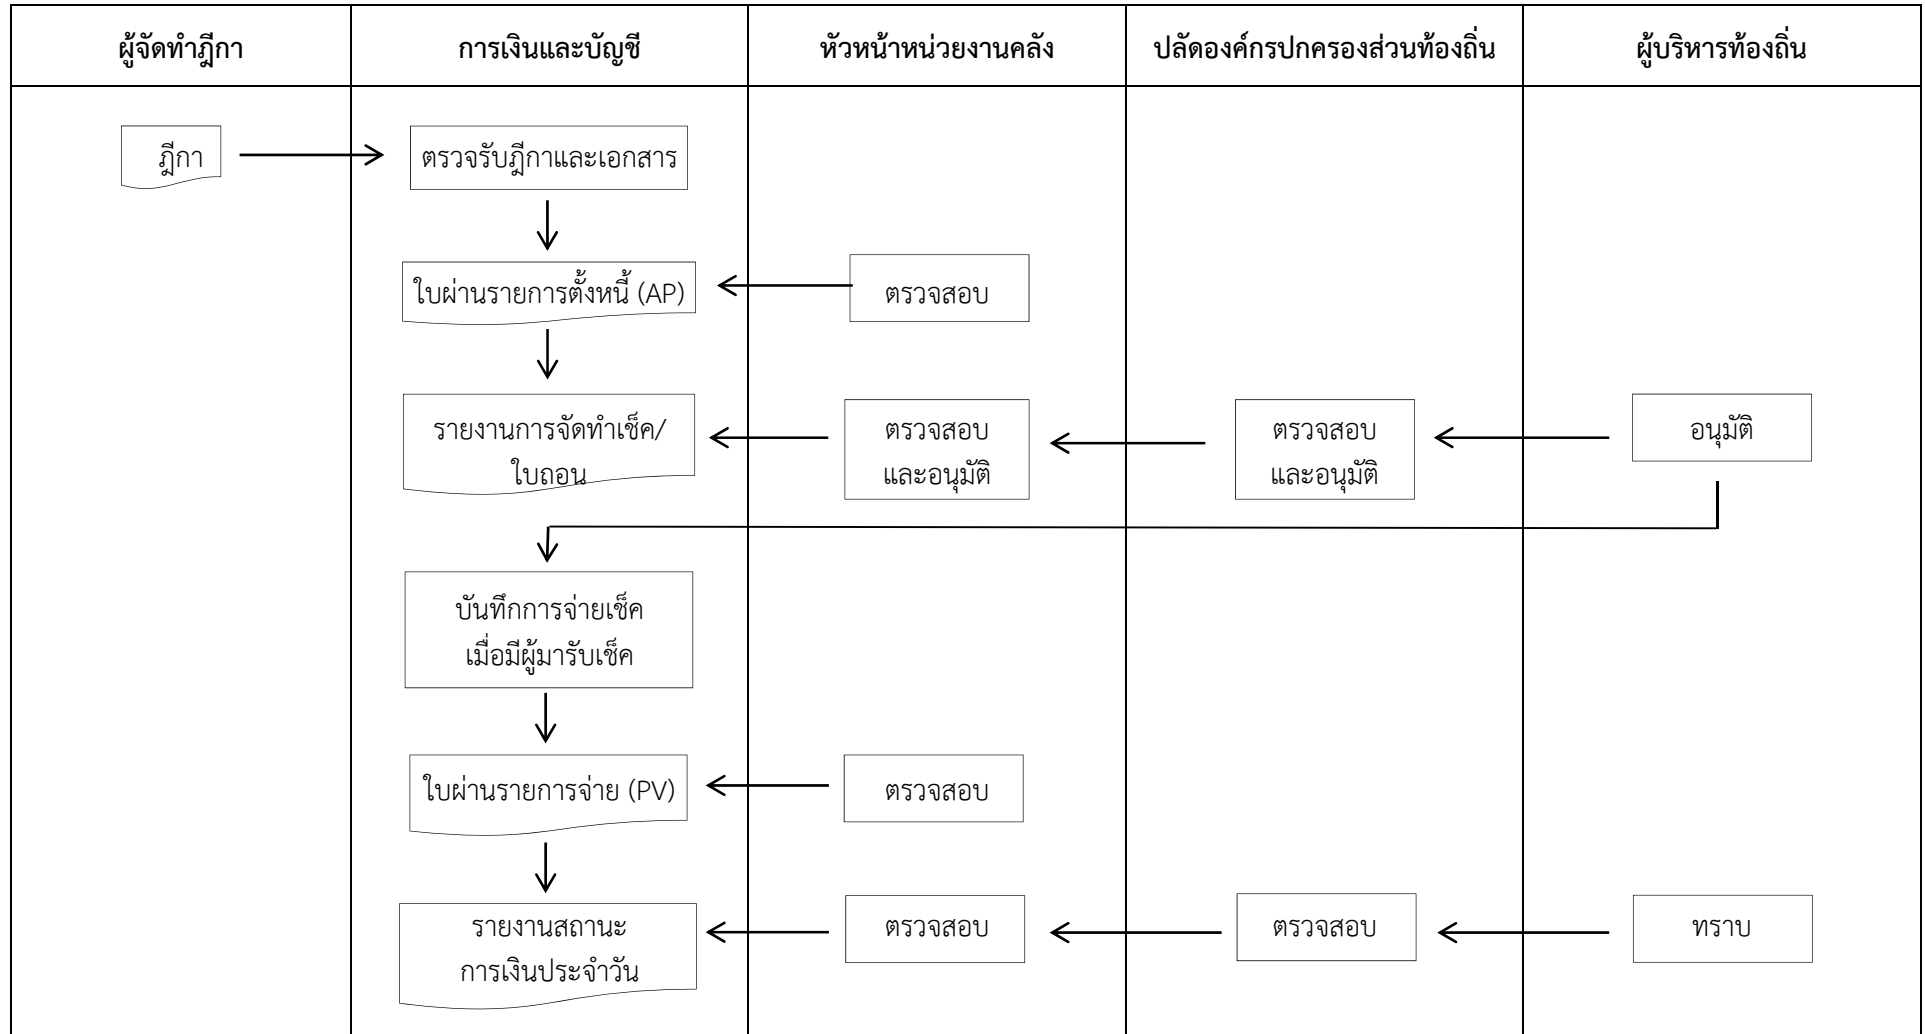 ผู้จัดทำฎีกา
การเงินและบัญชี
หัวหน้าหน่วยงานคลัง
ปลัดองค์กรปกครองส่วนท้องถิ่น
ผู้บริหารท้องถิ่น
ฎีกา
ตรวจรับฎีกาและเอกสาร
ใบผ่านรายการตั้งหนี้ (AP)
ตรวจสอบ
รายงานการจัดทำเช็ค/
ใบถอน
ตรวจสอบ
และอนุมัติ
ตรวจสอบ
และอนุมัติ
อนุมัติ
บันทึกการจ่ายเช็ค
เมื่อมีผู้มารับเช็ค
ใบผ่านรายการจ่าย (PV)
ตรวจสอบ
รายงานสถานะ
การเงินประจำวัน
ตรวจสอบ
ตรวจสอบ
ทราบ